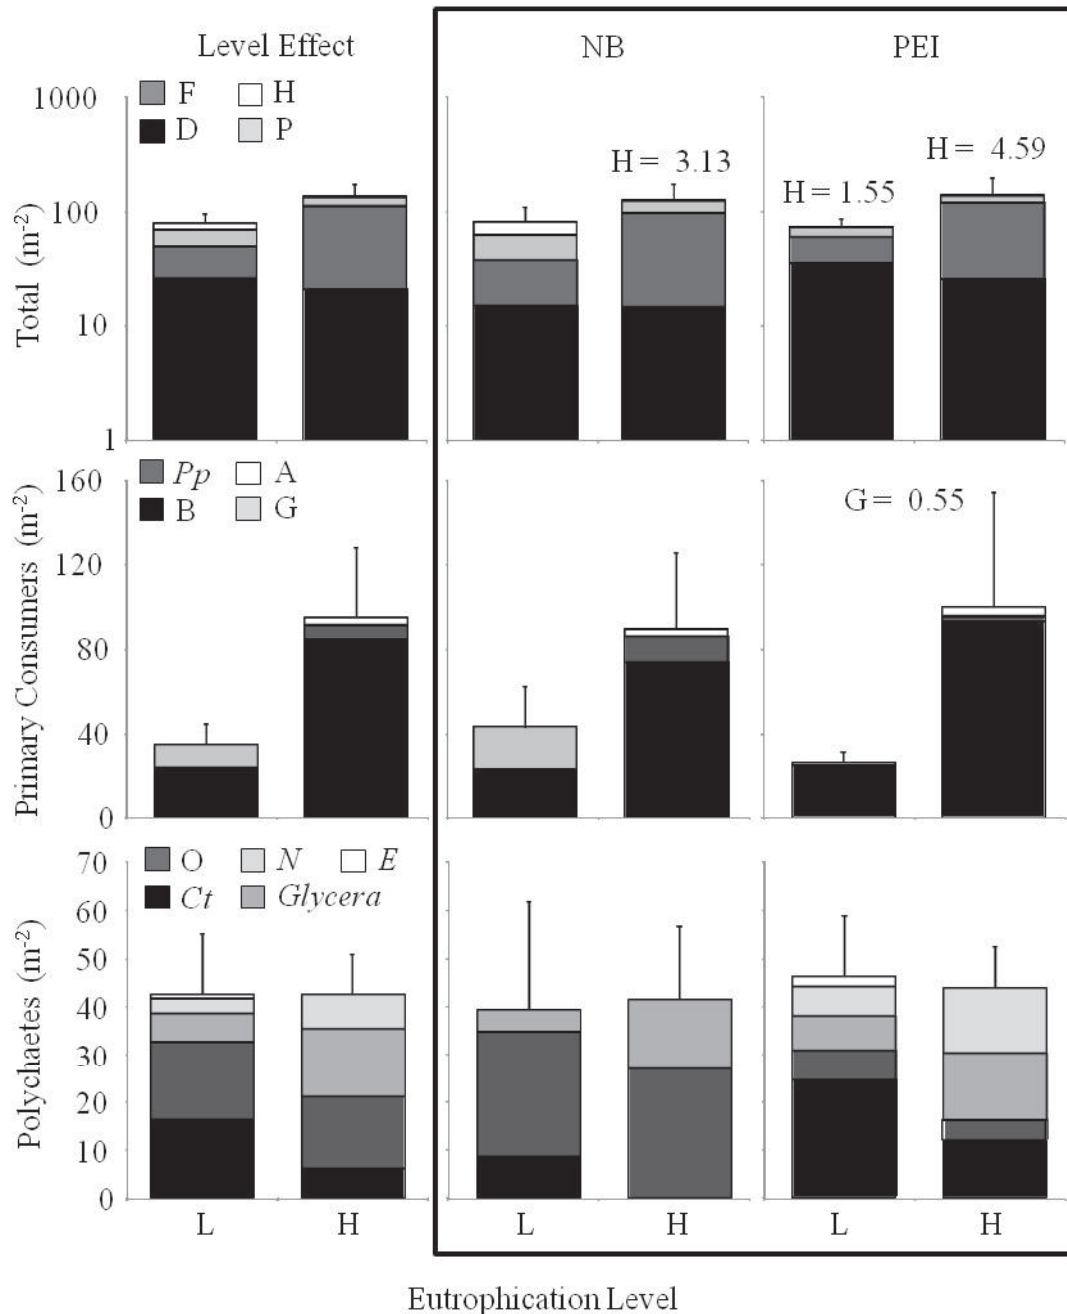 Level Effect
NB
PEI
F
H
D
P
H = 3.13
H = 1.55
H = 4.59
1000
100
10
1
Total (m⁻²)
Pp
A
B
G
G = 0.55
160
120
80
40
0
Primary Consumers (m⁻²)
O
N
E
Ct
Glycera
70
60
50
40
30
20
10
0
Polychaetes (m⁻²)
L
H
L
H
L
H
Eutrophication Level